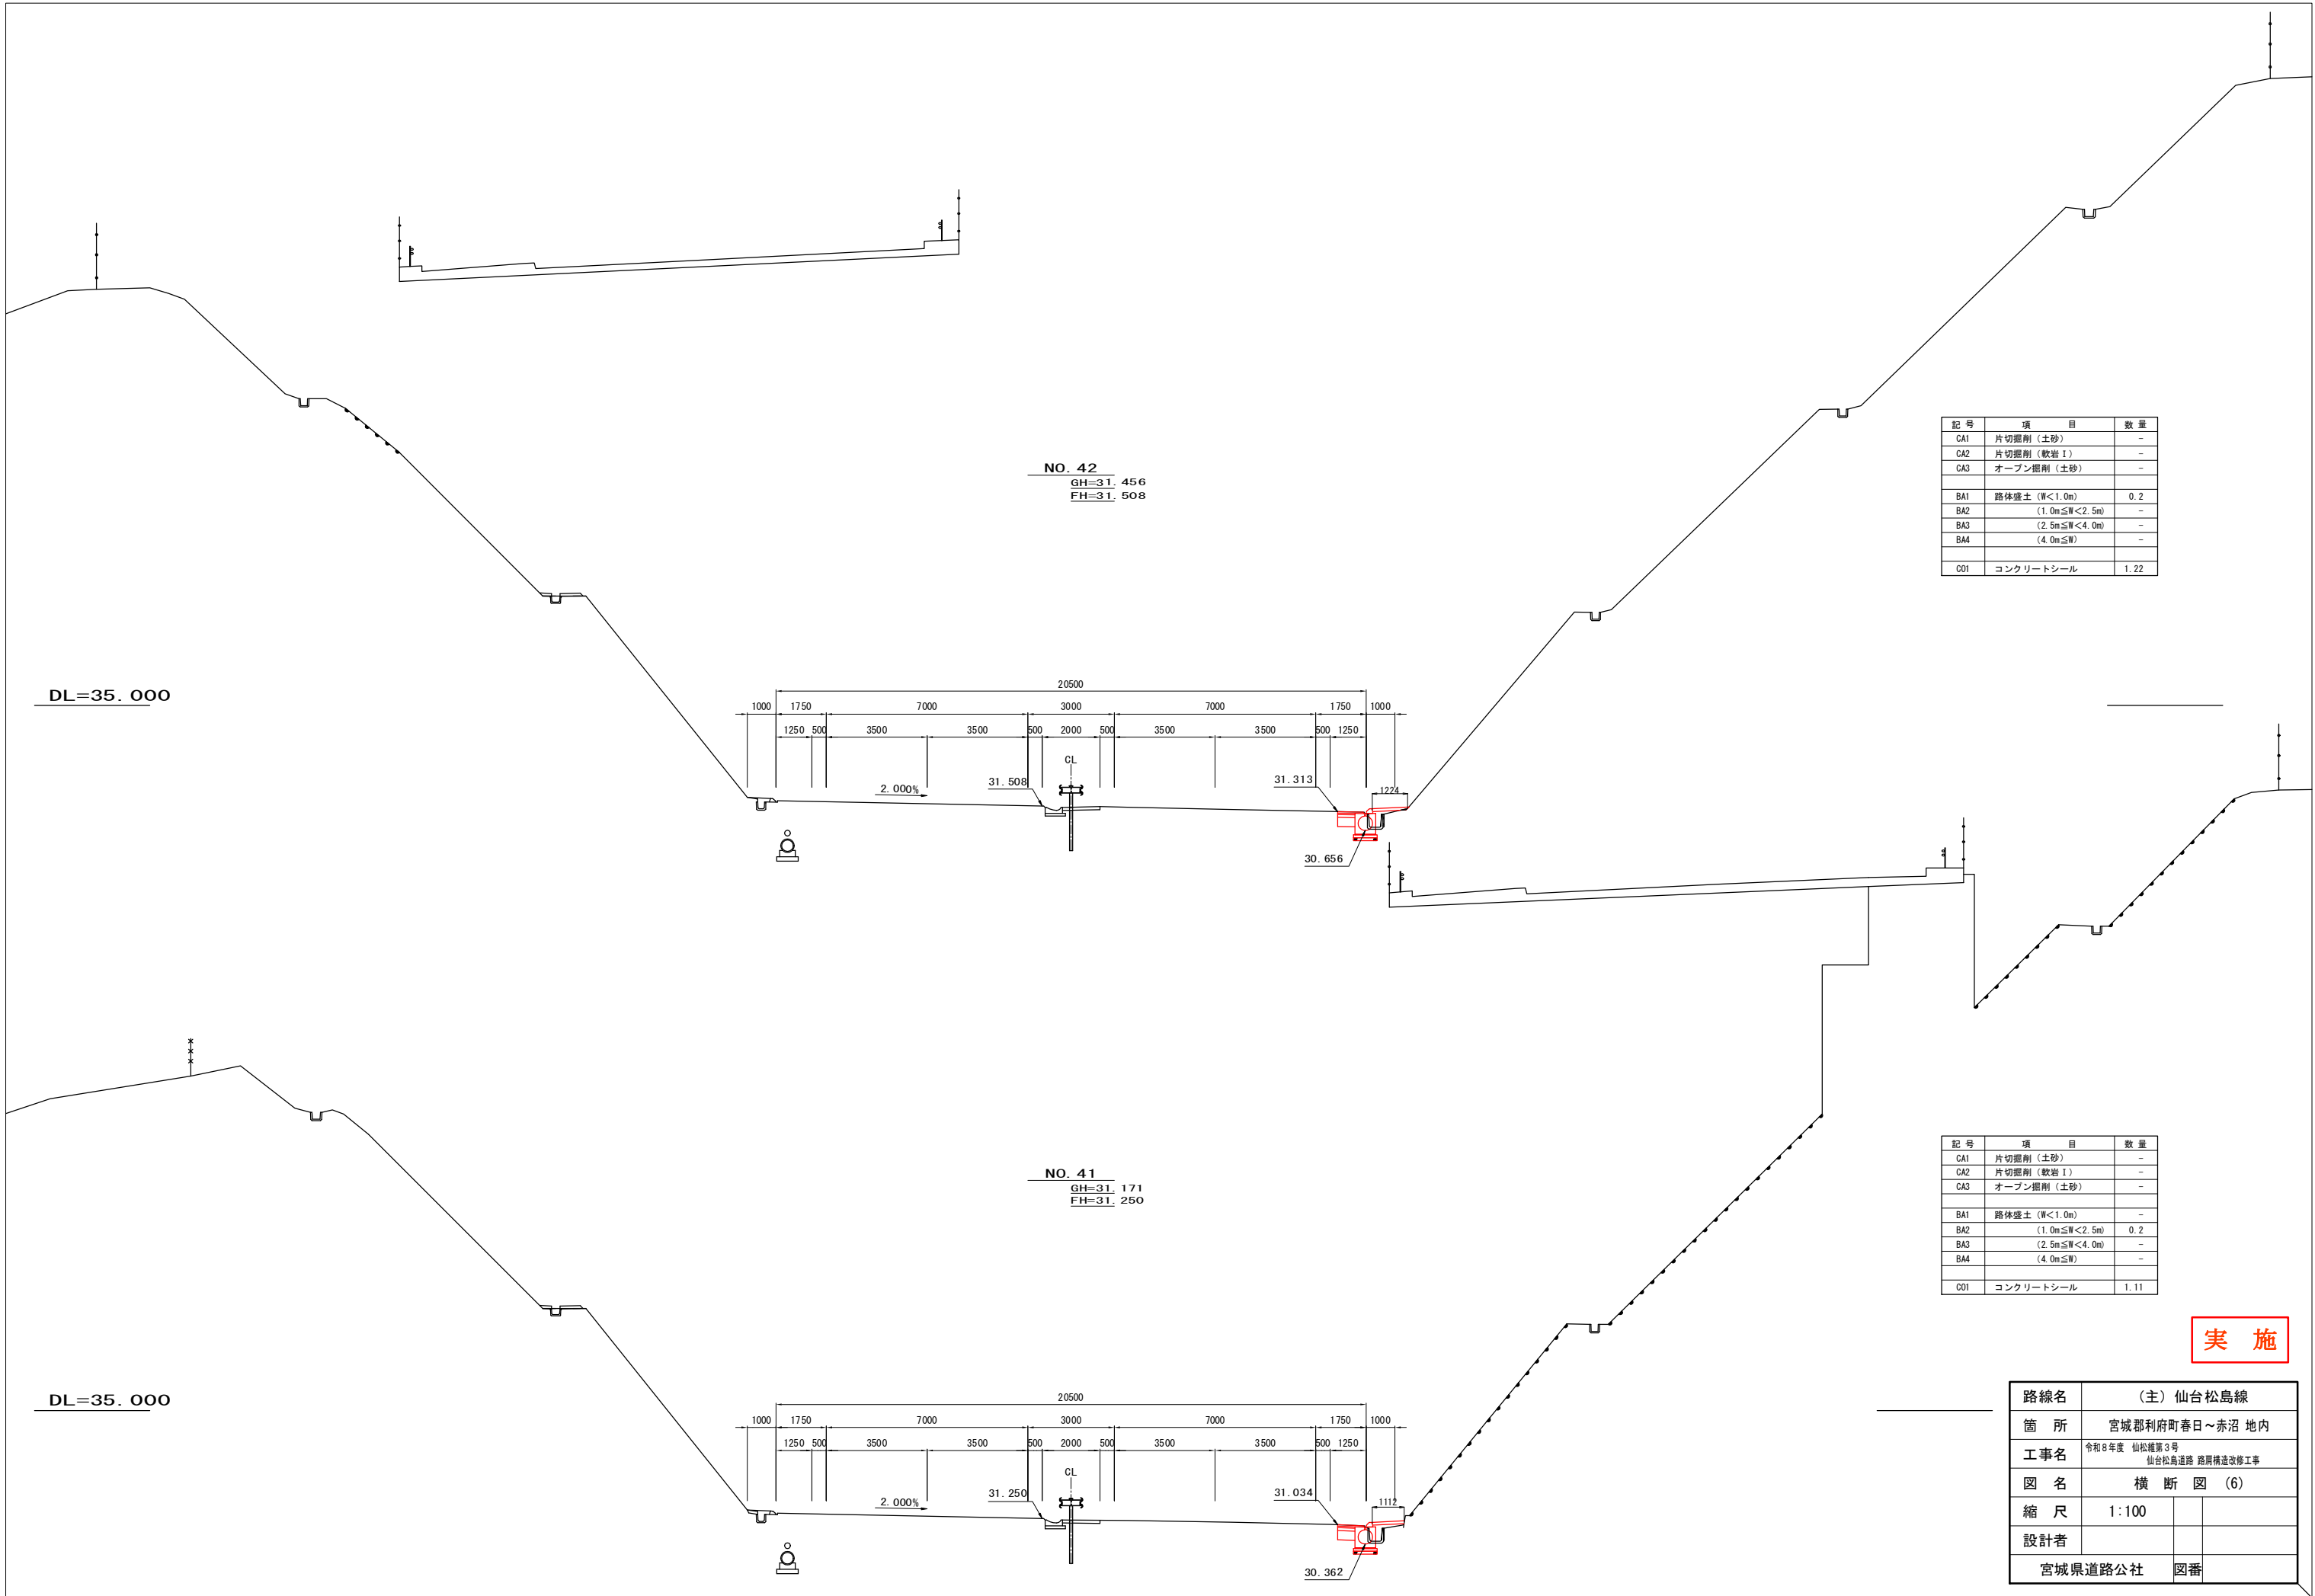 NO. 42
GH=31. 456
FH=31. 508
記 号 項 目 数 量
CA1 片切掘削（土砂） −
CA2 片切掘削（軟岩Ⅰ） −
CA3 オープン掘削（土砂） −
BA1 路体盛土（W＜1.0m） 0.2
BA2 （1.0m≦W＜2.5m） −
BA3 （2.5m≦W＜4.0m） −
BA4 （4.0m≦W） −
CO1 コンクリートシール 1.22
DL=35. 000
20500
1000 1750 7000 3000 7000 1750 1000
1250 500 3500 3500 500 2000 500 3500 3500 500 1250
CL
2. 000%
31. 508
31. 313
1224
30. 656
NO. 41
GH=31. 171
FH=31. 250
記 号 項 目 数 量
CA1 片切掘削（土砂） −
CA2 片切掘削（軟岩Ⅰ） −
CA3 オープン掘削（土砂） −
BA1 路体盛土（W＜1.0m） −
BA2 （1.0m≦W＜2.5m） 0.2
BA3 （2.5m≦W＜4.0m） −
BA4 （4.0m≦W） −
CO1 コンクリートシール 1.11
DL=35. 000
20500
1000 1750 7000 3000 7000 1750 1000
1250 500 3500 3500 500 2000 500 3500 3500 500 1250
CL
2. 000%
31. 250
31. 034
1112
30. 362
実 施
路線名 （主）仙台松島線
箇 所 宮城郡利府町春日～赤沼 地内
工事名 令和８年度 仙松維第３号
仙台松島道路 路肩構造改修工事
図 名 横 断 図 (6)
縮 尺 1:100
設計者
宮城県道路公社 図番